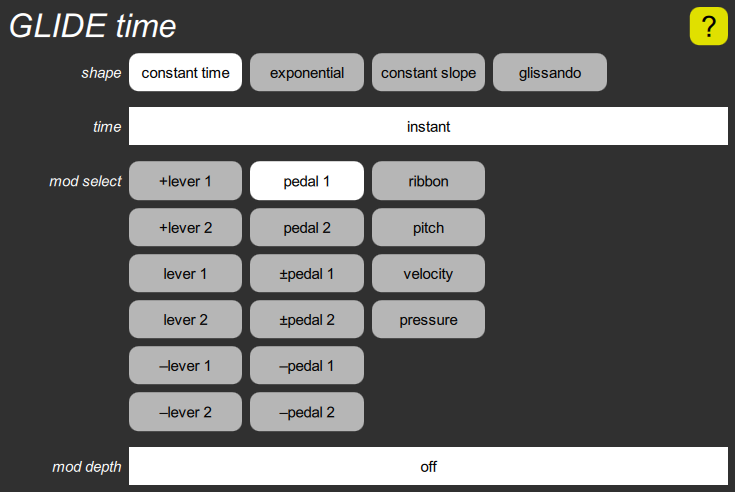 GLIDE time
?
shape constant time exponential constant slope glissando
time instant
mod select +lever 1 pedal 1 ribbon
+lever 2 pedal 2 pitch
lever 1 ±pedal 1 velocity
lever 2 ±pedal 2 pressure
–lever 1 –pedal 1
–lever 2 –pedal 2
mod depth off